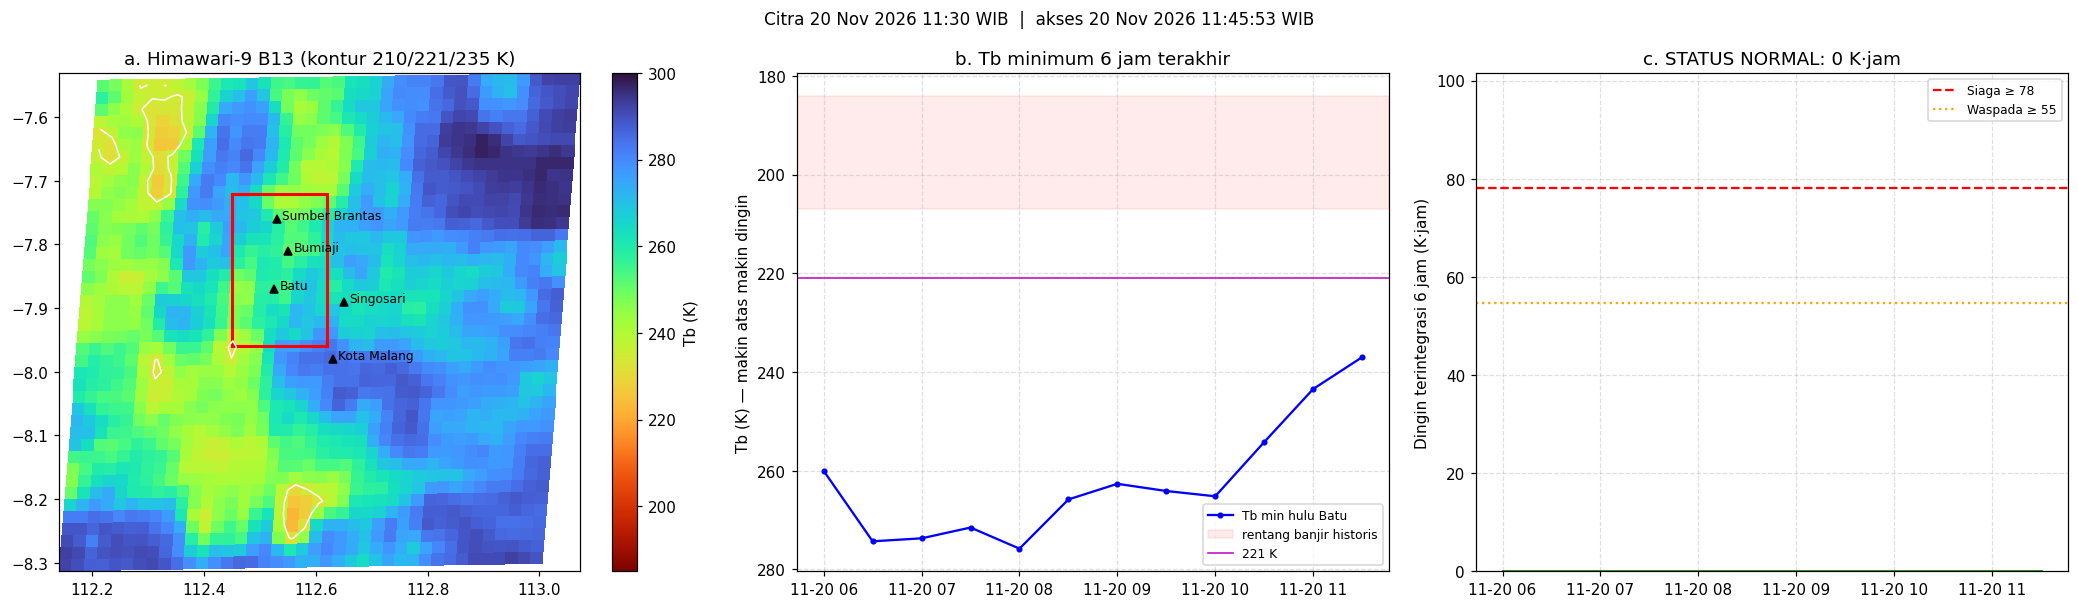 Citra 20 Nov 2026 11:30 WIB | akses 20 Nov 2026 11:45:53 WIB
a. Himawari-9 B13 (kontur 210/221/235 K)
−7.6
−7.7
−7.8
−7.9
−8.0
−8.1
−8.2
−8.3
112.2
112.4
112.6
112.8
113.0
Sumber Brantas
Bumiaji
Batu
Singosari
Kota Malang
300
280
260
240
220
200
Tb (K)
b. Tb minimum 6 jam terakhir
Tb (K) — makin atas makin dingin
180
200
220
240
260
280
11-20 06
11-20 07
11-20 08
11-20 09
11-20 10
11-20 11
Tb min hulu Batu
rentang banjir historis
221 K
c. STATUS NORMAL: 0 K·jam
Dingin terintegrasi 6 jam (K·jam)
100
80
60
40
20
0
11-20 06
11-20 07
11-20 08
11-20 09
11-20 10
11-20 11
Siaga ≥ 78
Waspada ≥ 55